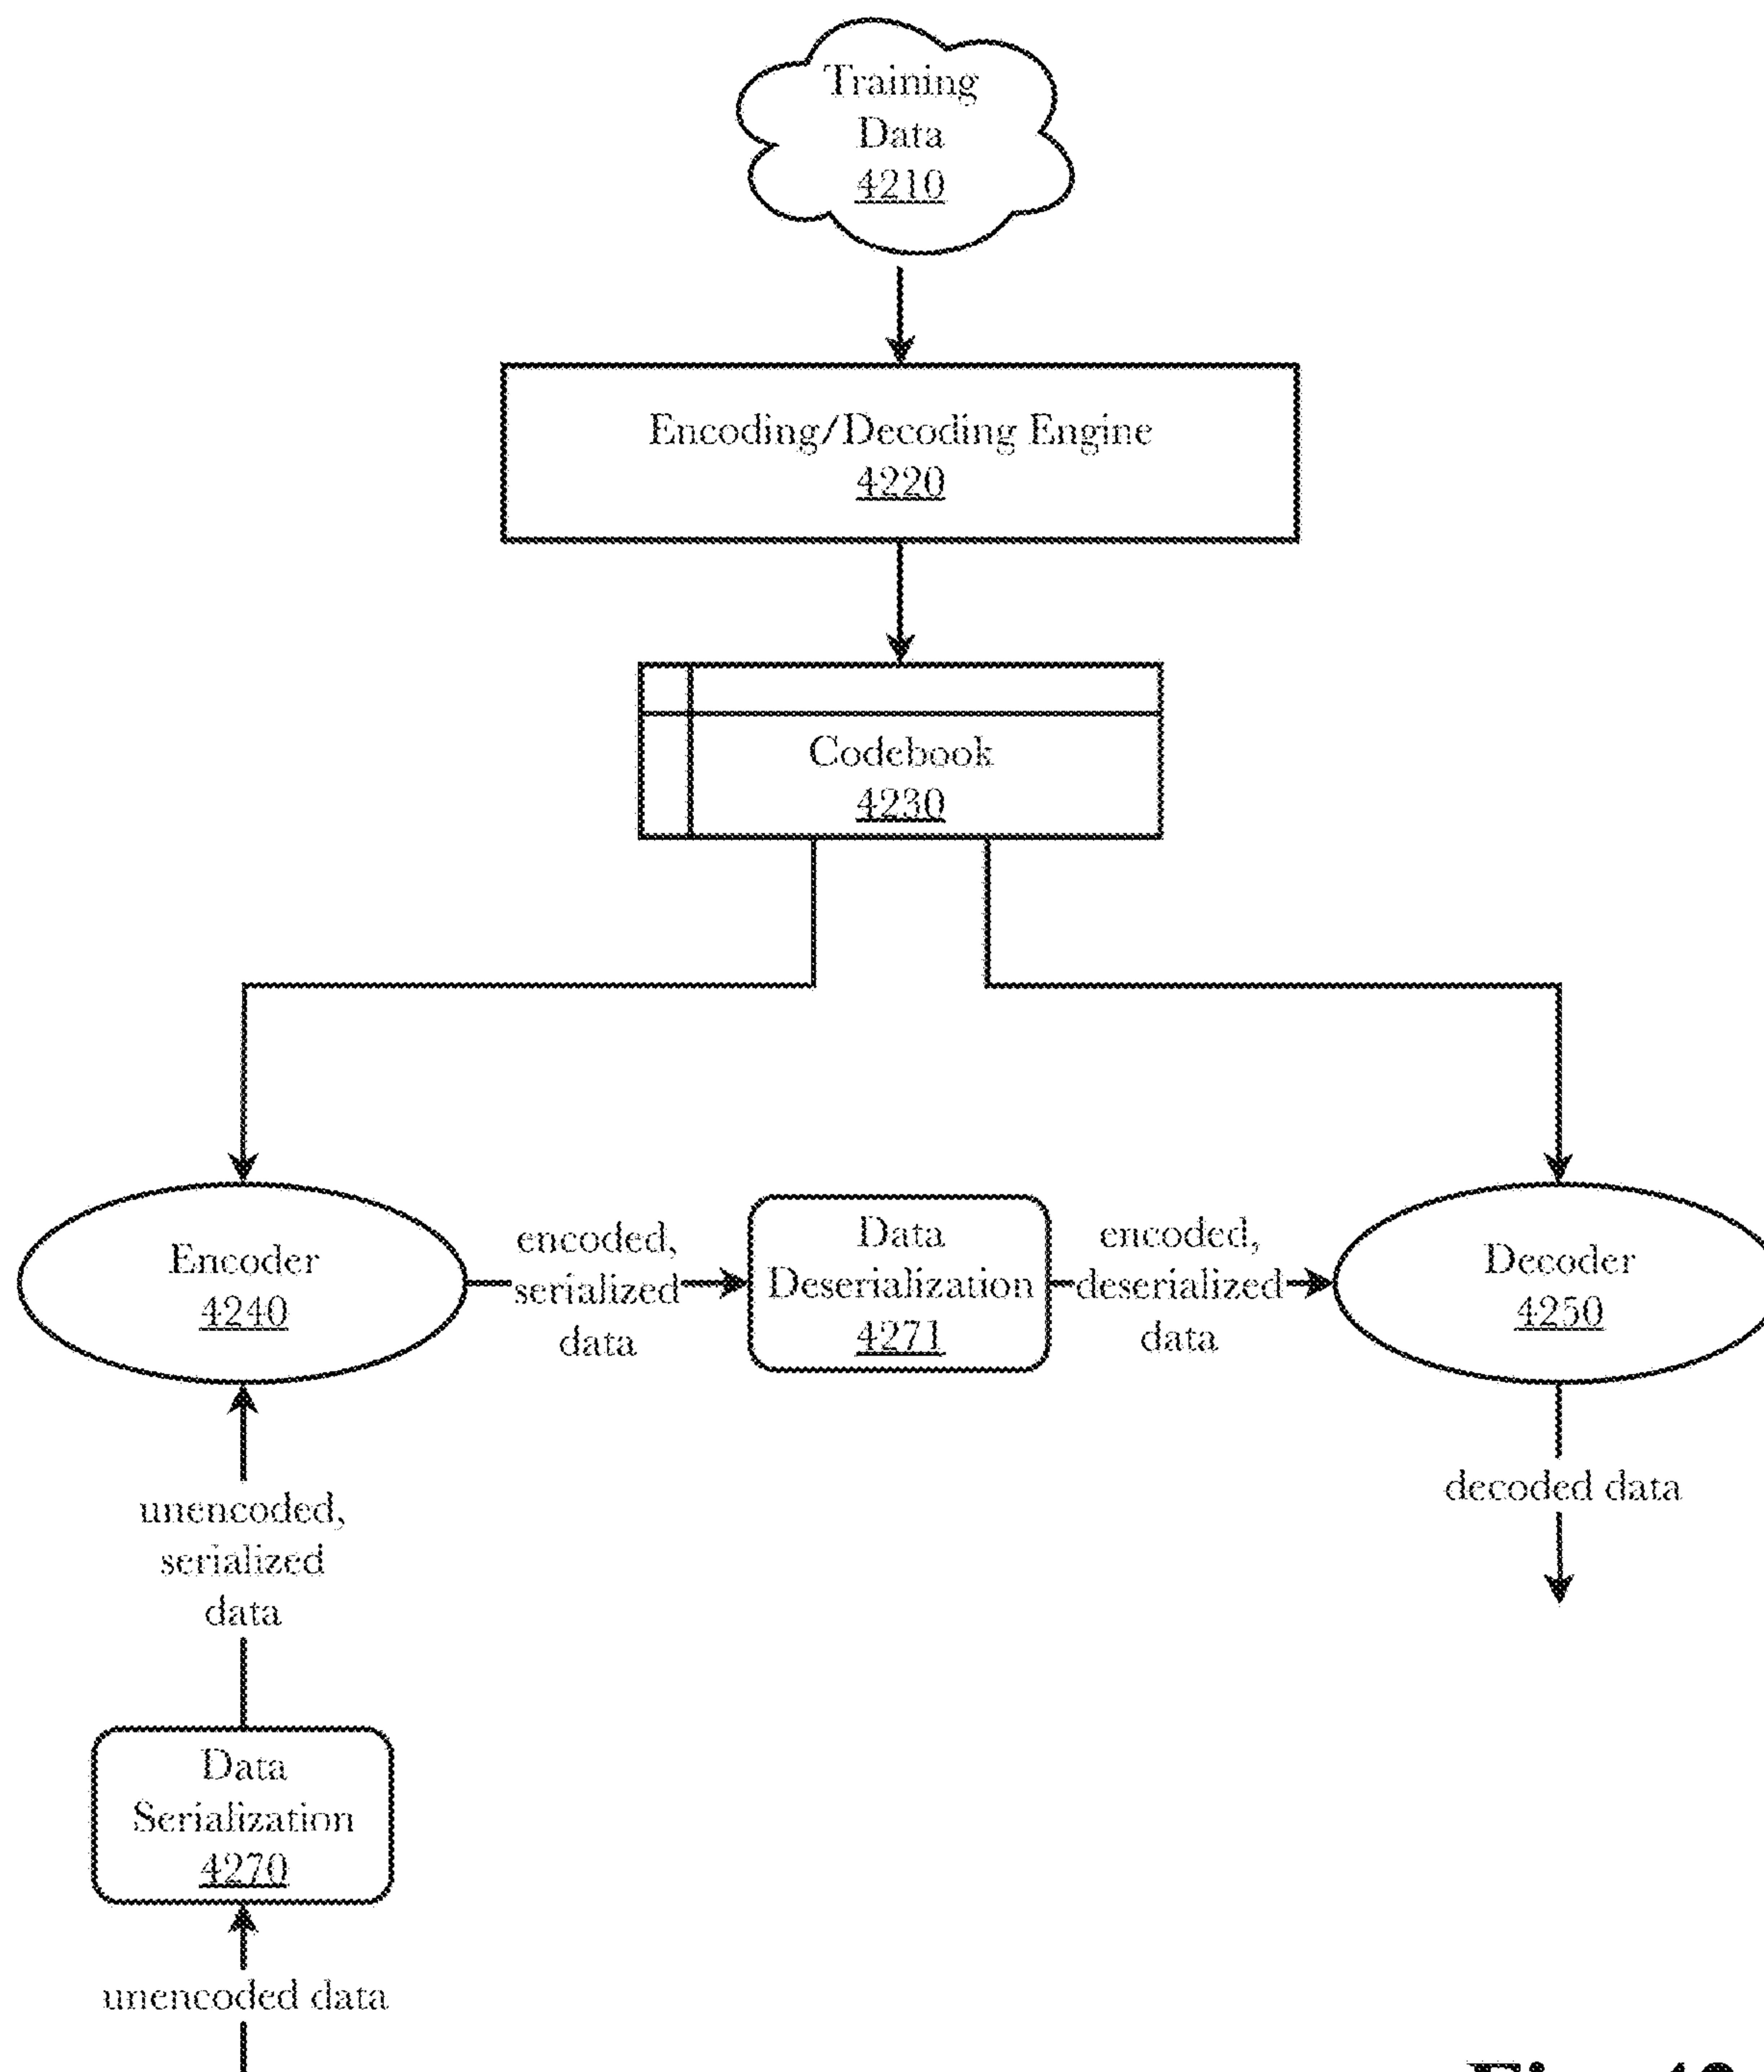 Training
Data
4210
Encoding/Decoding Engine
4220
Codebook
4230
Encoder
4240
encoded,
serialized
data
Data
Deserialization
4271
encoded,
deserialized
data
Decoder
4250
decoded data
unencoded,
serialized
data
Data
Serialization
4270
unencoded data